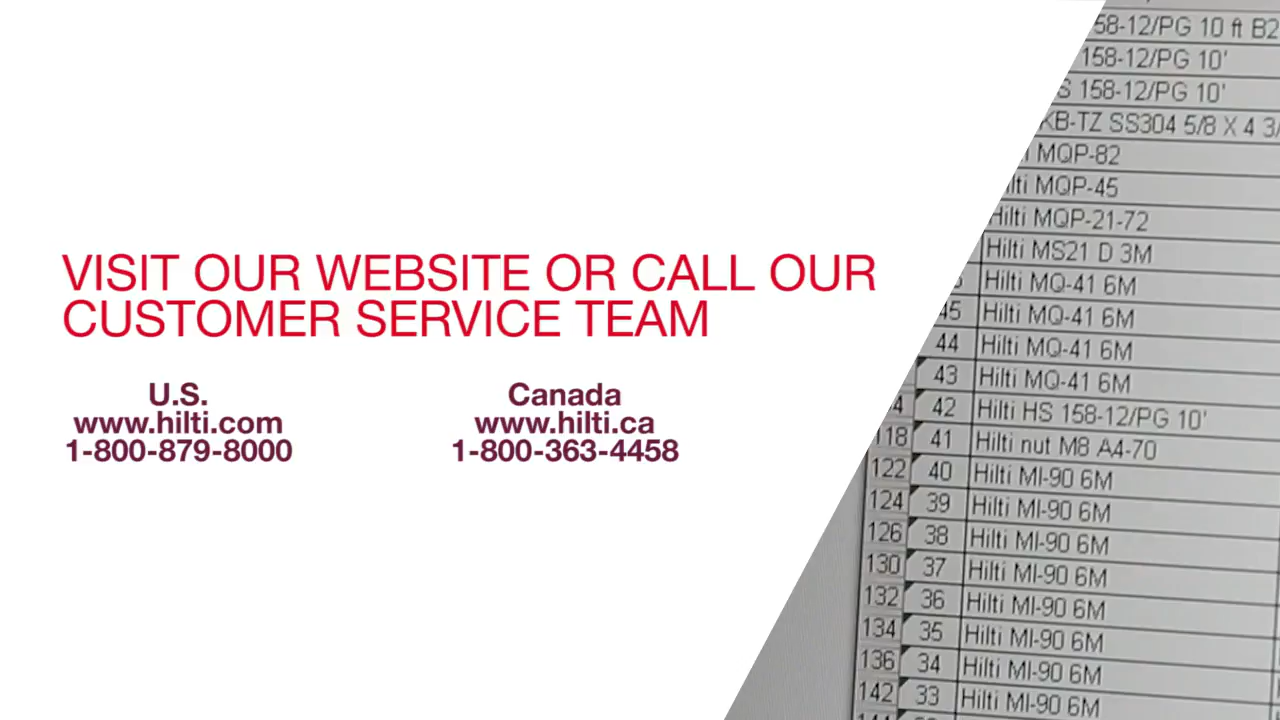 VISIT OUR WEBSITE OR CALL OUR
CUSTOMER SERVICE TEAM
U.S.
www.hilti.com
1-800-879-8000
Canada
www.hilti.ca
1-800-363-4458
58-12/PG 10 ft B2
158-12/PG 10'
S 158-12/PG 10'
KB-TZ SS304 5/8 X 4 3/
MQP-82
Hilti MQP-45
Hilti MQP-21-72
Hilti MS21 D 3M
Hilti MQ-41 6M
45 Hilti MQ-41 6M
44 Hilti MQ-41 6M
43 Hilti MQ-41 6M
4 42 Hilti HS 158-12/PG 10'
118 41 Hilti nut M8 A4-70
122 40 Hilti MI-90 6M
124 39 Hilti MI-90 6M
126 38 Hilti MI-90 6M
130 37 Hilti MI-90 6M
132 36 Hilti MI-90 6M
134 35 Hilti MI-90 6M
136 34 Hilti MI-90 6M
142 33 Hilti MI-90 6M